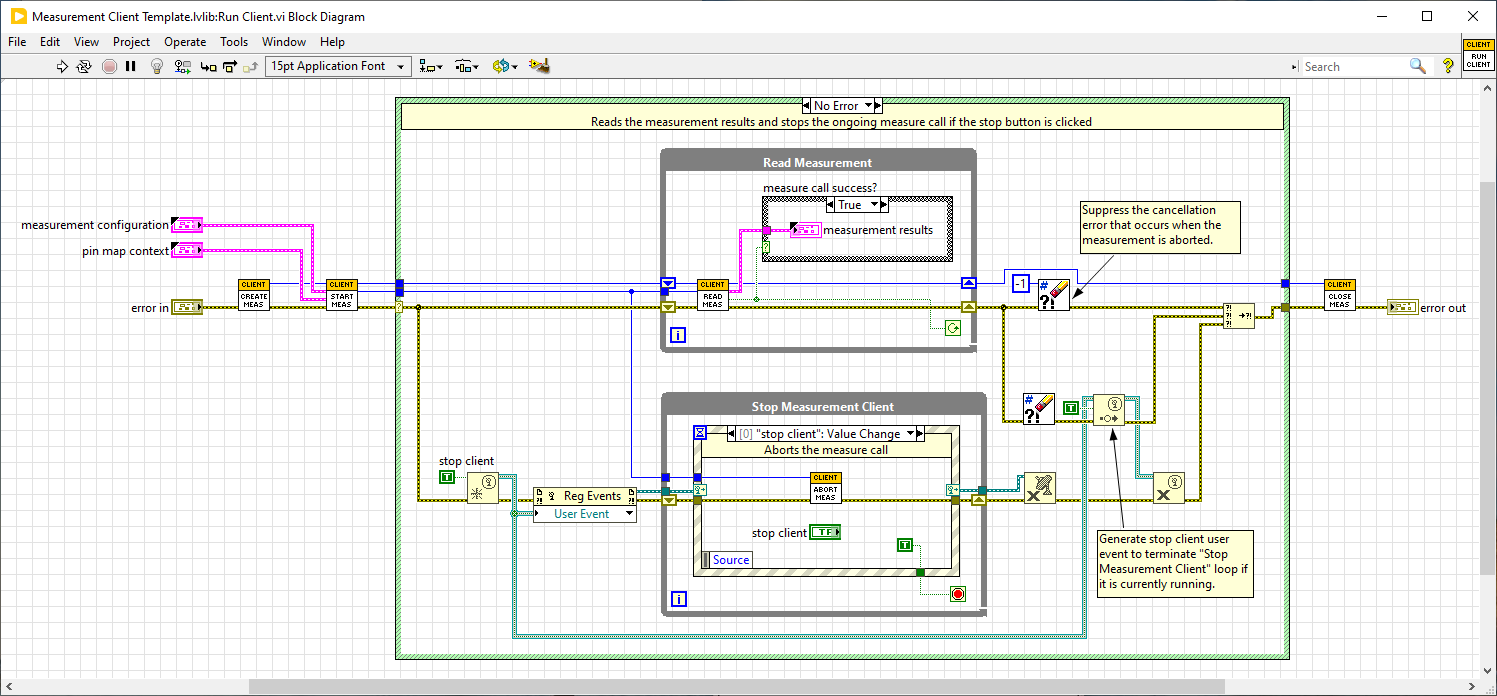 Measurement Client Template.lvlib:Run Client.vi Block Diagram
File Edit View Project Operate Tools Window Help
15pt Application Font
Search
CLIENT
RUN
CLIENT
No Error
Reads the measurement results and stops the ongoing measure call if the stop button is clicked
Read Measurement
measure call success?
True
measurement results
Suppress the cancellation
error that occurs when the
measurement is aborted.
measurement configuration
pin map context
error in
CLIENT
CREATE
MEAS
CLIENT
START
MEAS
CLIENT
READ
MEAS
-1
#
?!
CLIENT
CLOSE
MEAS
error out
i
Stop Measurement Client
[0] "stop client": Value Change
Aborts the measure call
#
?!
T
stop client
T
Reg Events
User Event
CLIENT
ABORT
MEAS
stop client
TF
T
Source
i
Generate stop client user
event to terminate "Stop
Measurement Client" loop if
it is currently running.